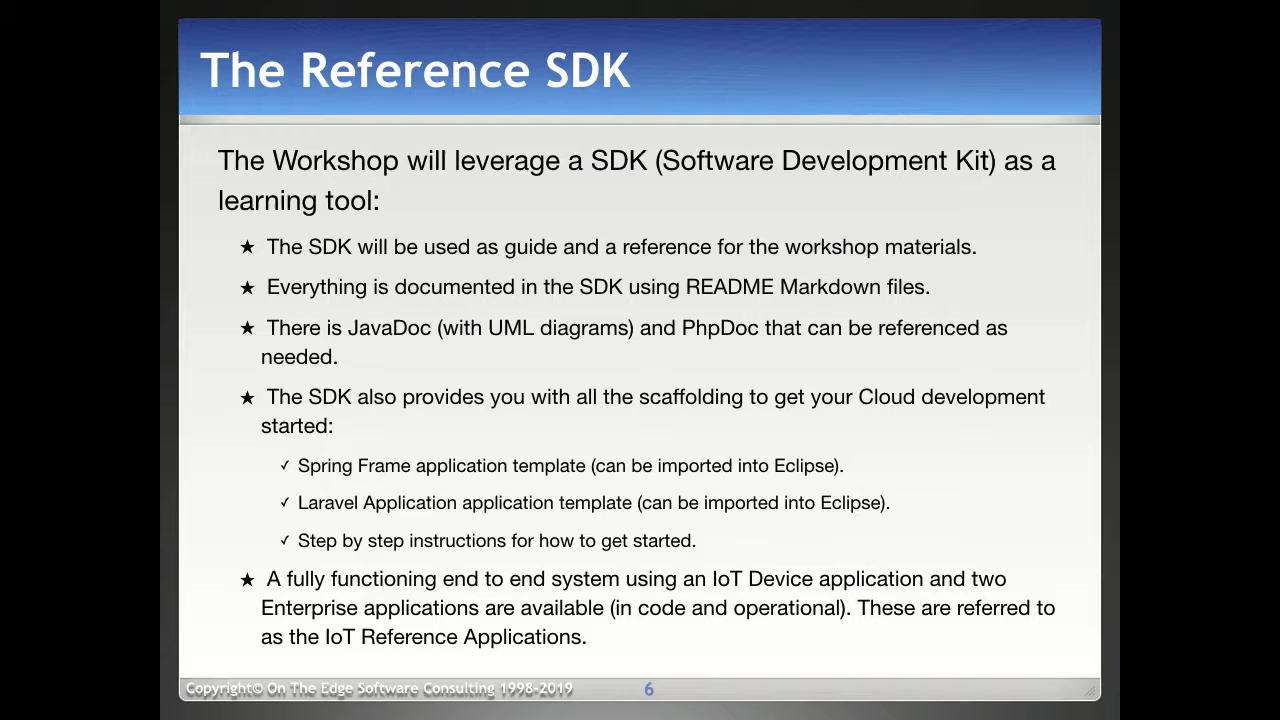 The Reference SDK
The Workshop will leverage a SDK (Software Development Kit) as a
learning tool:
★ The SDK will be used as guide and a reference for the workshop materials.
★ Everything is documented in the SDK using README Markdown files.
★ There is JavaDoc (with UML diagrams) and PhpDoc that can be referenced as
needed.
★ The SDK also provides you with all the scaffolding to get your Cloud development
started:
✓ Spring Frame application template (can be imported into Eclipse).
✓ Laravel Application application template (can be imported into Eclipse).
✓ Step by step instructions for how to get started.
★ A fully functioning end to end system using an IoT Device application and two
Enterprise applications are available (in code and operational). These are referred to
as the IoT Reference Applications.
Copyright© On The Edge Software Consulting 1998-2019 6